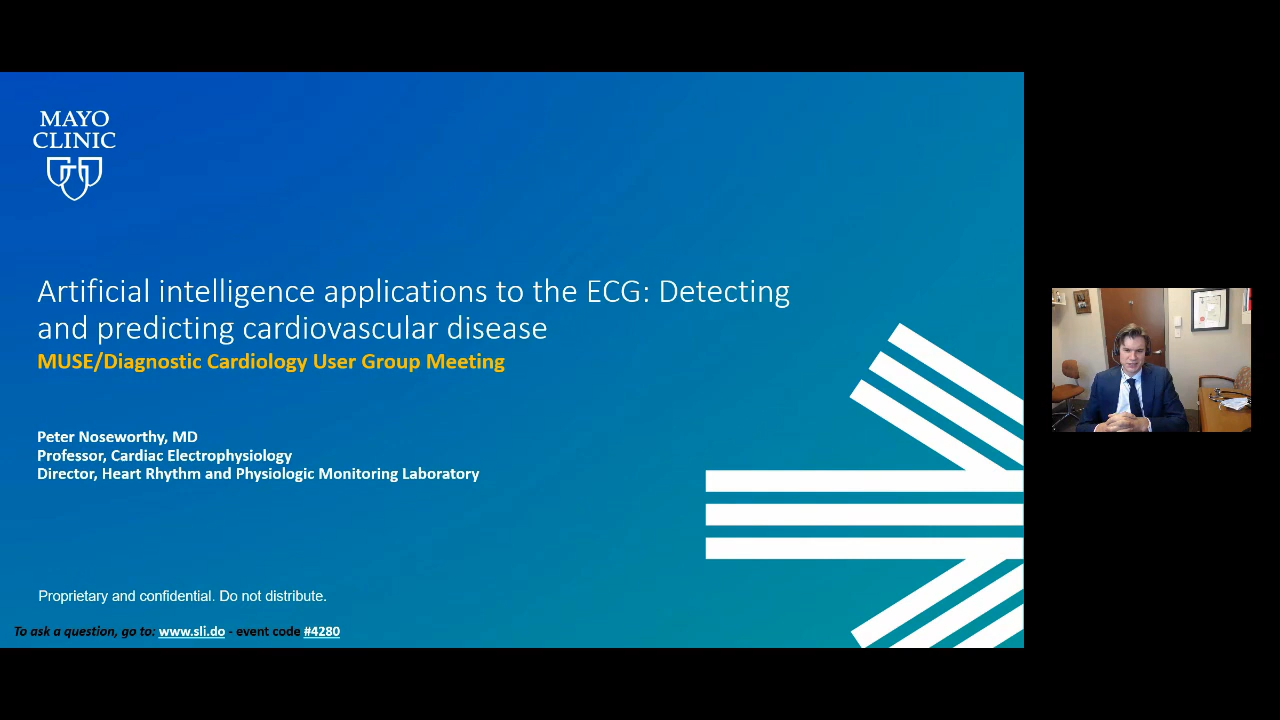 MAYO
CLINIC
Artificial intelligence applications to the ECG: Detecting
and predicting cardiovascular disease
MUSE/Diagnostic Cardiology User Group Meeting
Peter Noseworthy, MD
Professor, Cardiac Electrophysiology
Director, Heart Rhythm and Physiologic Monitoring Laboratory
Proprietary and confidential. Do not distribute.
To ask a question, go to: www.sli.do - event code #4280